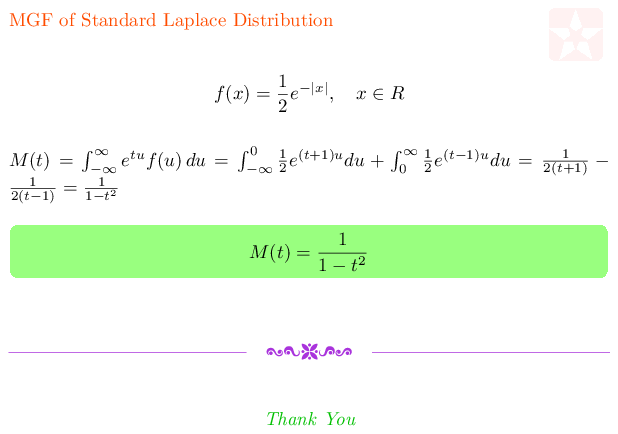 MGF of Standard Laplace Distribution
f(x) = \frac{1}{2}e^{-|x|},  x ∈ R
M(t) = \int_{-\infty}^{\infty} e^{tu} f(u) du = \int_{-\infty}^{0} \frac{1}{2} e^{(t+1)u} du + \int_{0}^{\infty} \frac{1}{2} e^{(t-1)u} du = \frac{1}{2(t+1)} −
\frac{1}{2(t-1)} = \frac{1}{1-t^2}
M(t) = \frac{1}{1-t^2}
Thank You